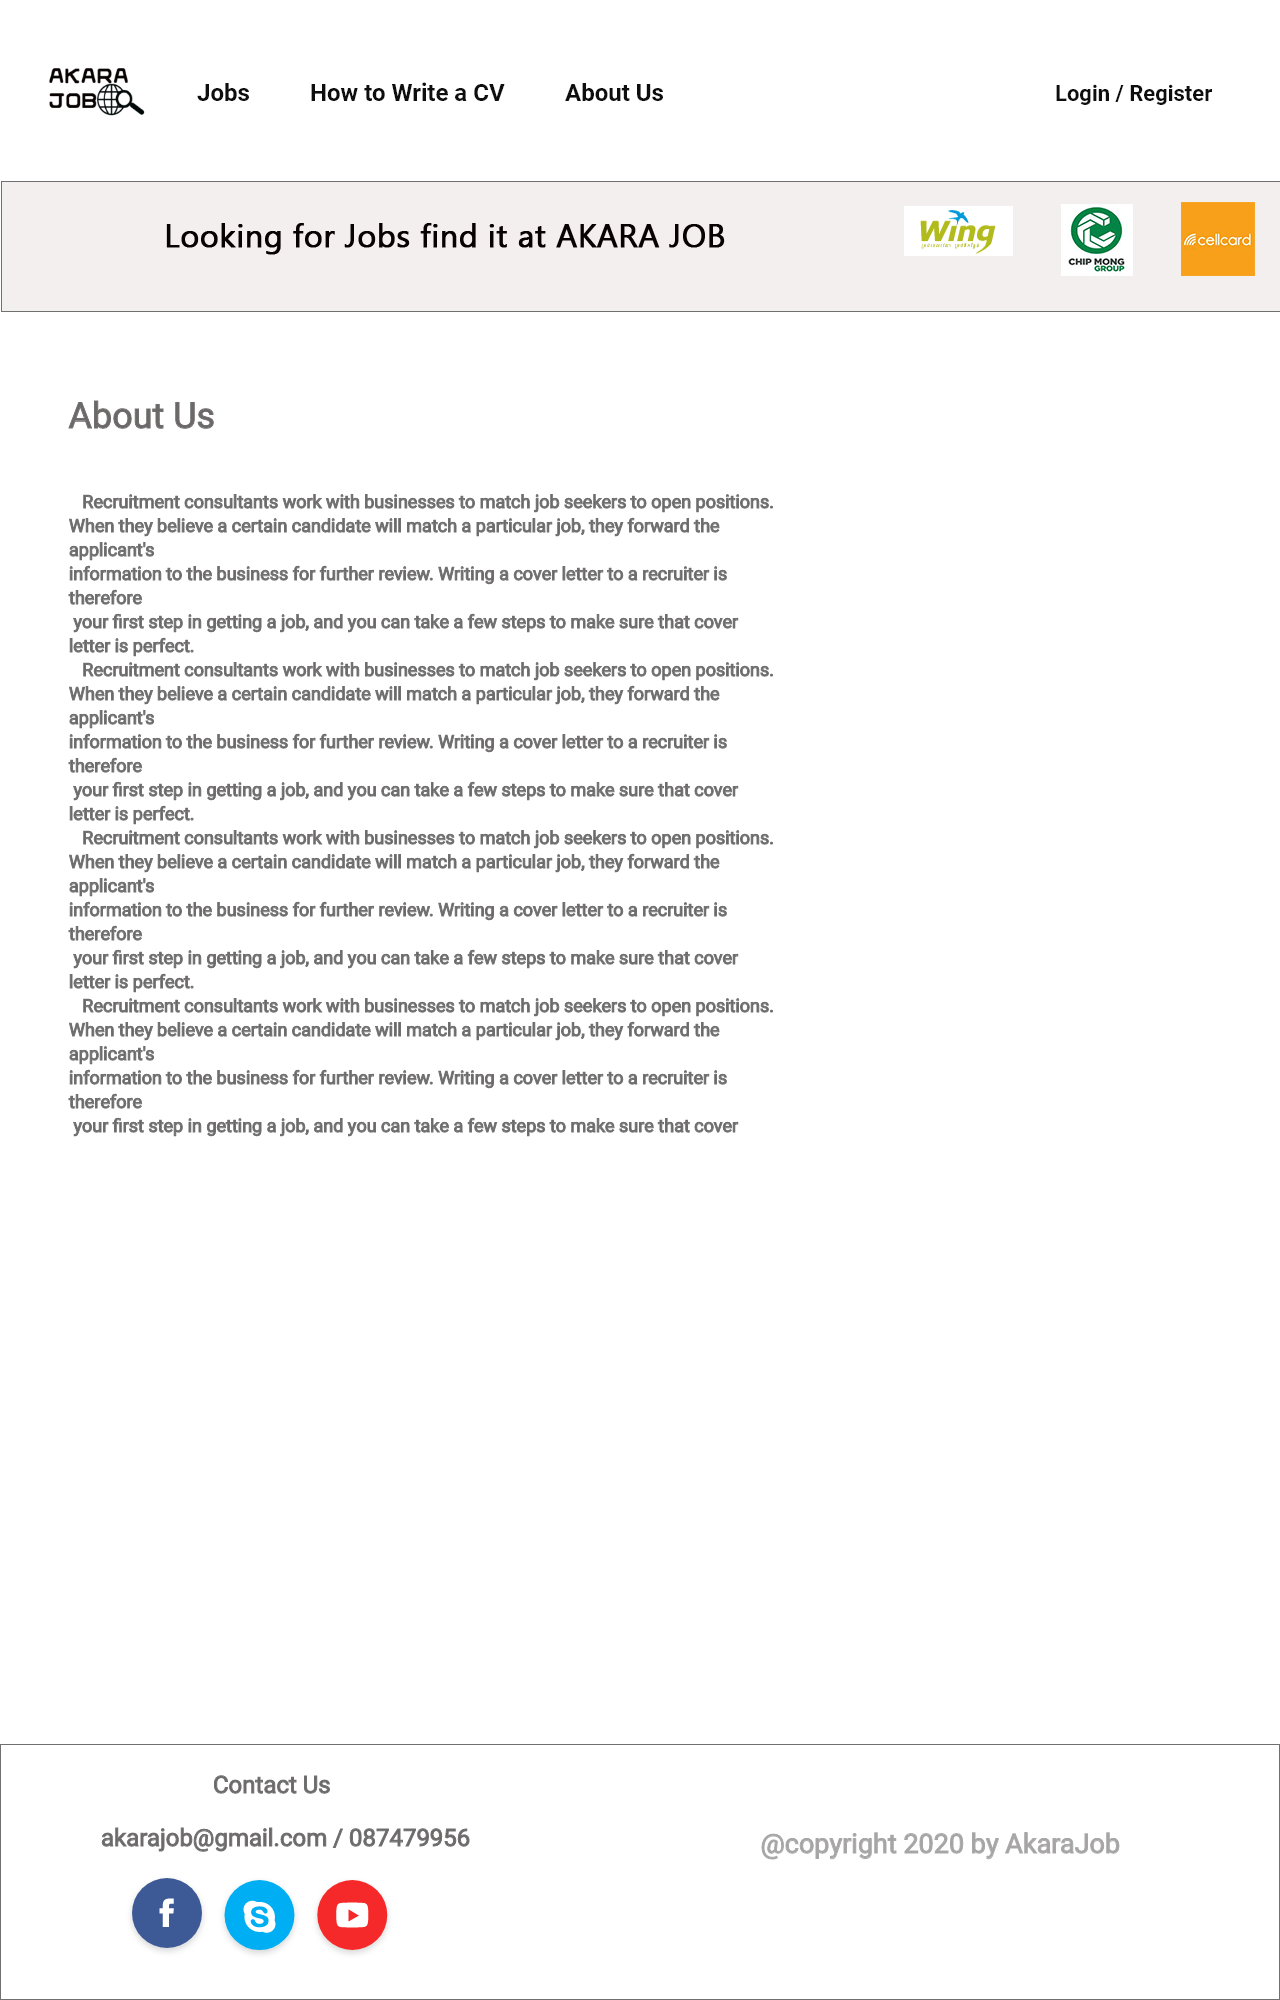 AKARA
JOB
Jobs
How to Write a CV
About Us
Login / Register
Looking for Jobs find it at AKARA JOB
Wing
CHIP MONG
GROUP
cellcard
About Us
Recruitment consultants work with businesses to match job seekers to open positions.
When they believe a certain candidate will match a particular job, they forward the
applicant's
information to the business for further review. Writing a cover letter to a recruiter is
therefore
your first step in getting a job, and you can take a few steps to make sure that cover
letter is perfect.
Recruitment consultants work with businesses to match job seekers to open positions.
When they believe a certain candidate will match a particular job, they forward the
applicant's
information to the business for further review. Writing a cover letter to a recruiter is
therefore
your first step in getting a job, and you can take a few steps to make sure that cover
letter is perfect.
Recruitment consultants work with businesses to match job seekers to open positions.
When they believe a certain candidate will match a particular job, they forward the
applicant's
information to the business for further review. Writing a cover letter to a recruiter is
therefore
your first step in getting a job, and you can take a few steps to make sure that cover
letter is perfect.
Recruitment consultants work with businesses to match job seekers to open positions.
When they believe a certain candidate will match a particular job, they forward the
applicant's
information to the business for further review. Writing a cover letter to a recruiter is
therefore
your first step in getting a job, and you can take a few steps to make sure that cover
Contact Us
akarajob@gmail.com / 087479956
@copyright 2020 by AkaraJob